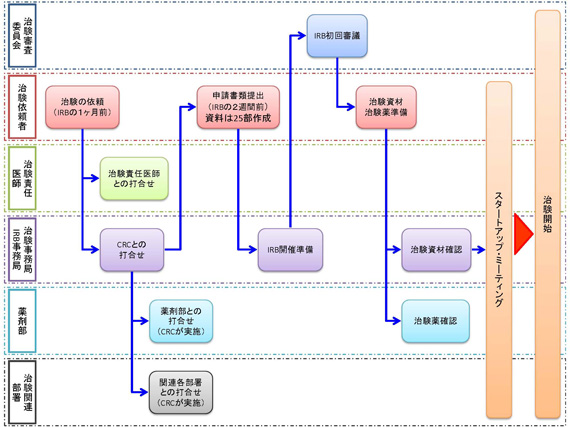 治験審査
委員会
IRB初回審議
治験依頼者
治験の依頼
(IRBの1ヶ月前)
申請書類提出
(IRBの2週間前)
資料は25部作成
治験資材
治験薬準備
治験責任
医師
治験責任医師
との打合せ
治験事務局
IRB事務局
CRCとの
打合せ
IRB開催準備
治験資材確認
薬剤部
薬剤部との
打合せ
(CRCが実施)
治験薬確認
治験関連
部署
関連各部署
との打合せ
(CRCが実施)
スタートアップ・ミーティング
治験開始